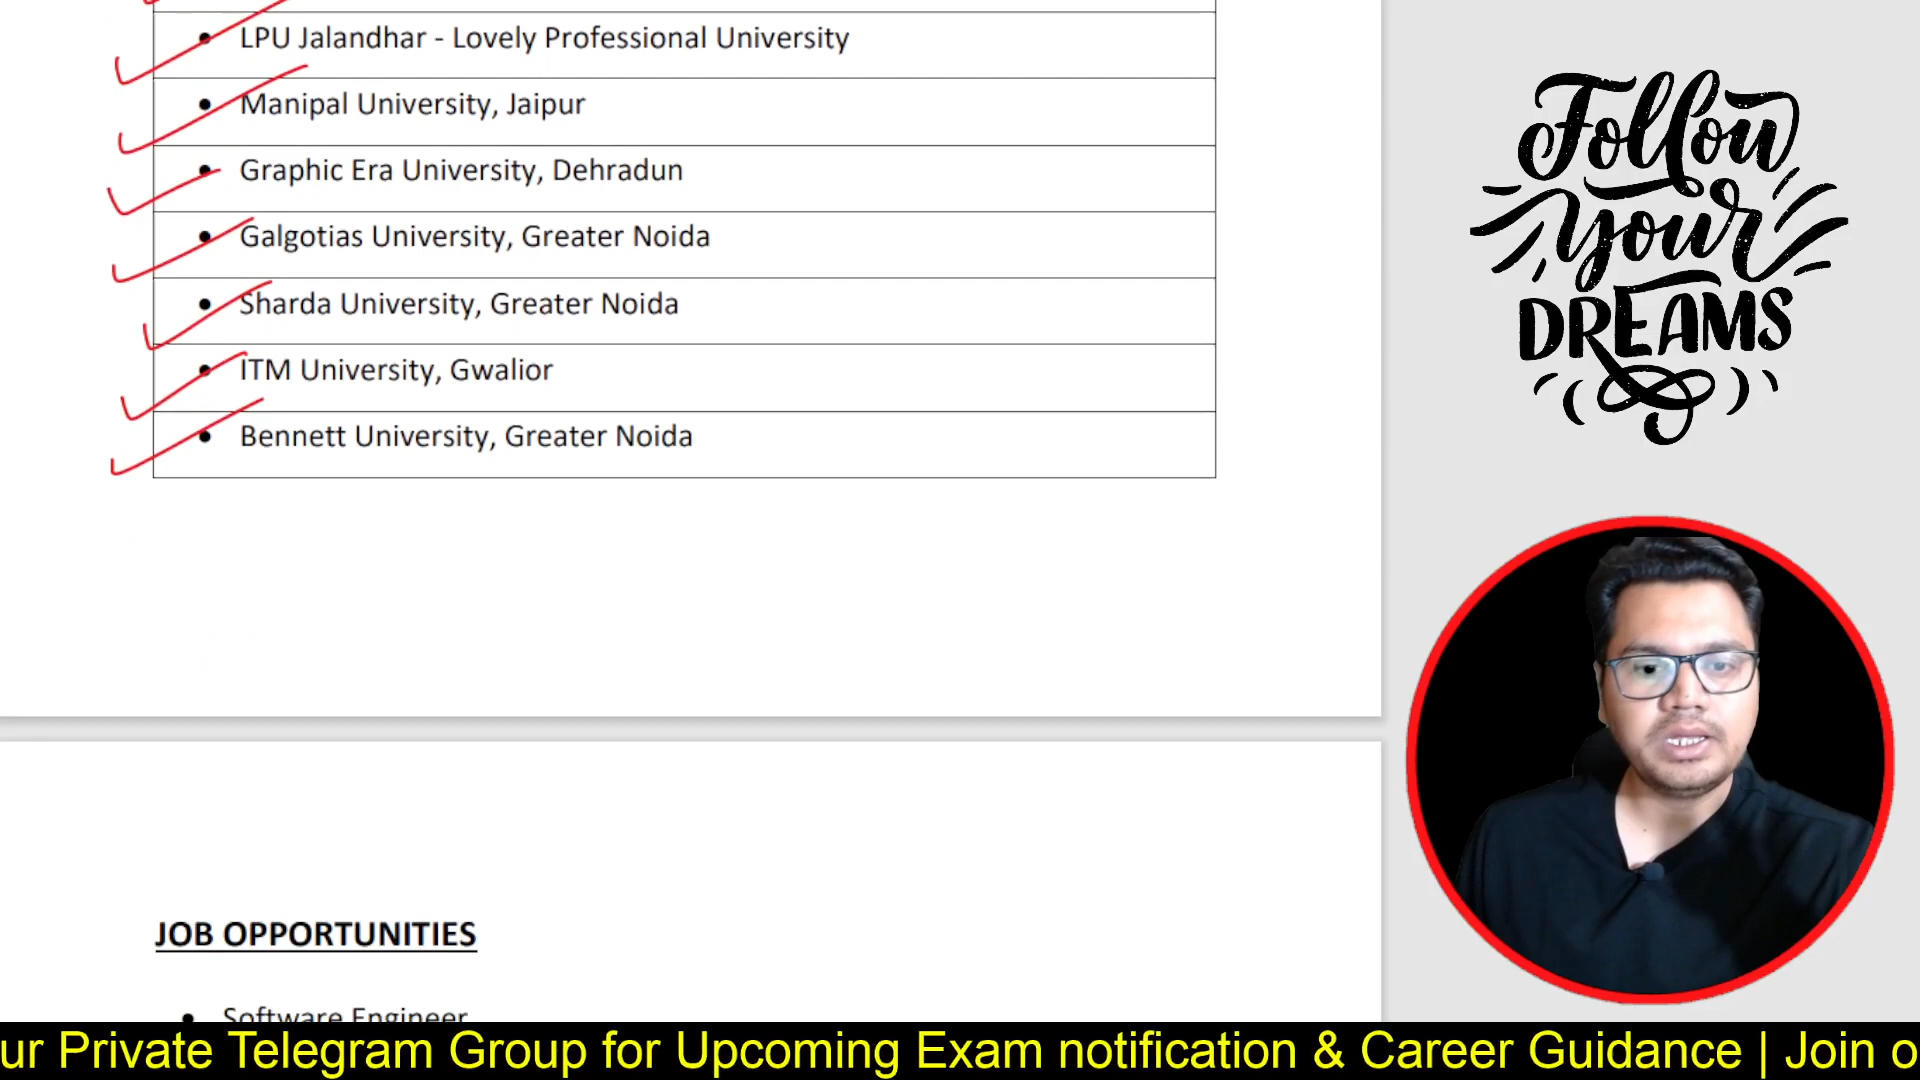 • LPU Jalandhar - Lovely Professional University
• Manipal University, Jaipur
• Graphic Era University, Dehradun
• Galgotias University, Greater Noida
• Sharda University, Greater Noida
• ITM University, Gwalior
• Bennett University, Greater Noida
JOB OPPORTUNITIES
• Software Engineer
Follow
your
DREAMS
ur Private Telegram Group for Upcoming Exam notification & Career Guidance | Join o